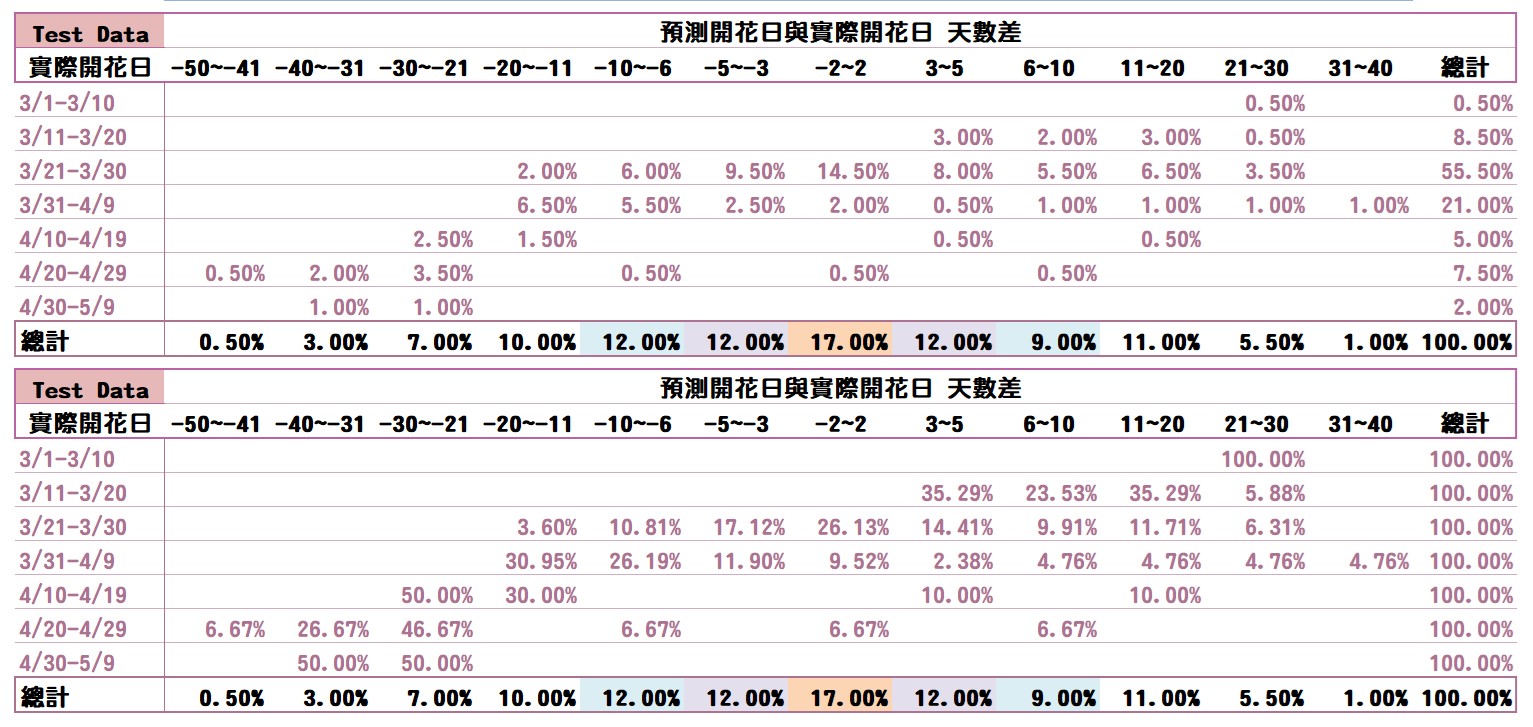 Test Data 預測開花日與實際開花日 天數差
實際開花日 -50~-41 -40~-31 -30~-21 -20~-11 -10~-6 -5~-3 -2~2 3~5 6~10 11~20 21~30 31~40 總計
3/1-3/10 0.50% 0.50%
3/11-3/20 3.00% 2.00% 3.00% 0.50% 8.50%
3/21-3/30 2.00% 6.00% 9.50% 14.50% 8.00% 5.50% 6.50% 3.50% 55.50%
3/31-4/9 6.50% 5.50% 2.50% 2.00% 0.50% 1.00% 1.00% 1.00% 1.00% 21.00%
4/10-4/19 2.50% 1.50% 0.50% 0.50% 5.00%
4/20-4/29 0.50% 2.00% 3.50% 0.50% 0.50% 0.50% 7.50%
4/30-5/9 1.00% 1.00% 2.00%
總計 0.50% 3.00% 7.00% 10.00% 12.00% 12.00% 17.00% 12.00% 9.00% 11.00% 5.50% 1.00% 100.00%
Test Data 預測開花日與實際開花日 天數差
實際開花日 -50~-41 -40~-31 -30~-21 -20~-11 -10~-6 -5~-3 -2~2 3~5 6~10 11~20 21~30 31~40 總計
3/1-3/10 100.00% 100.00%
3/11-3/20 35.29% 23.53% 35.29% 5.88% 100.00%
3/21-3/30 3.60% 10.81% 17.12% 26.13% 14.41% 9.91% 11.71% 6.31% 100.00%
3/31-4/9 30.95% 26.19% 11.90% 9.52% 2.38% 4.76% 4.76% 4.76% 4.76% 100.00%
4/10-4/19 50.00% 30.00% 10.00% 10.00% 100.00%
4/20-4/29 6.67% 26.67% 46.67% 6.67% 6.67% 6.67% 100.00%
4/30-5/9 50.00% 50.00% 100.00%
總計 0.50% 3.00% 7.00% 10.00% 12.00% 12.00% 17.00% 12.00% 9.00% 11.00% 5.50% 1.00% 100.00%